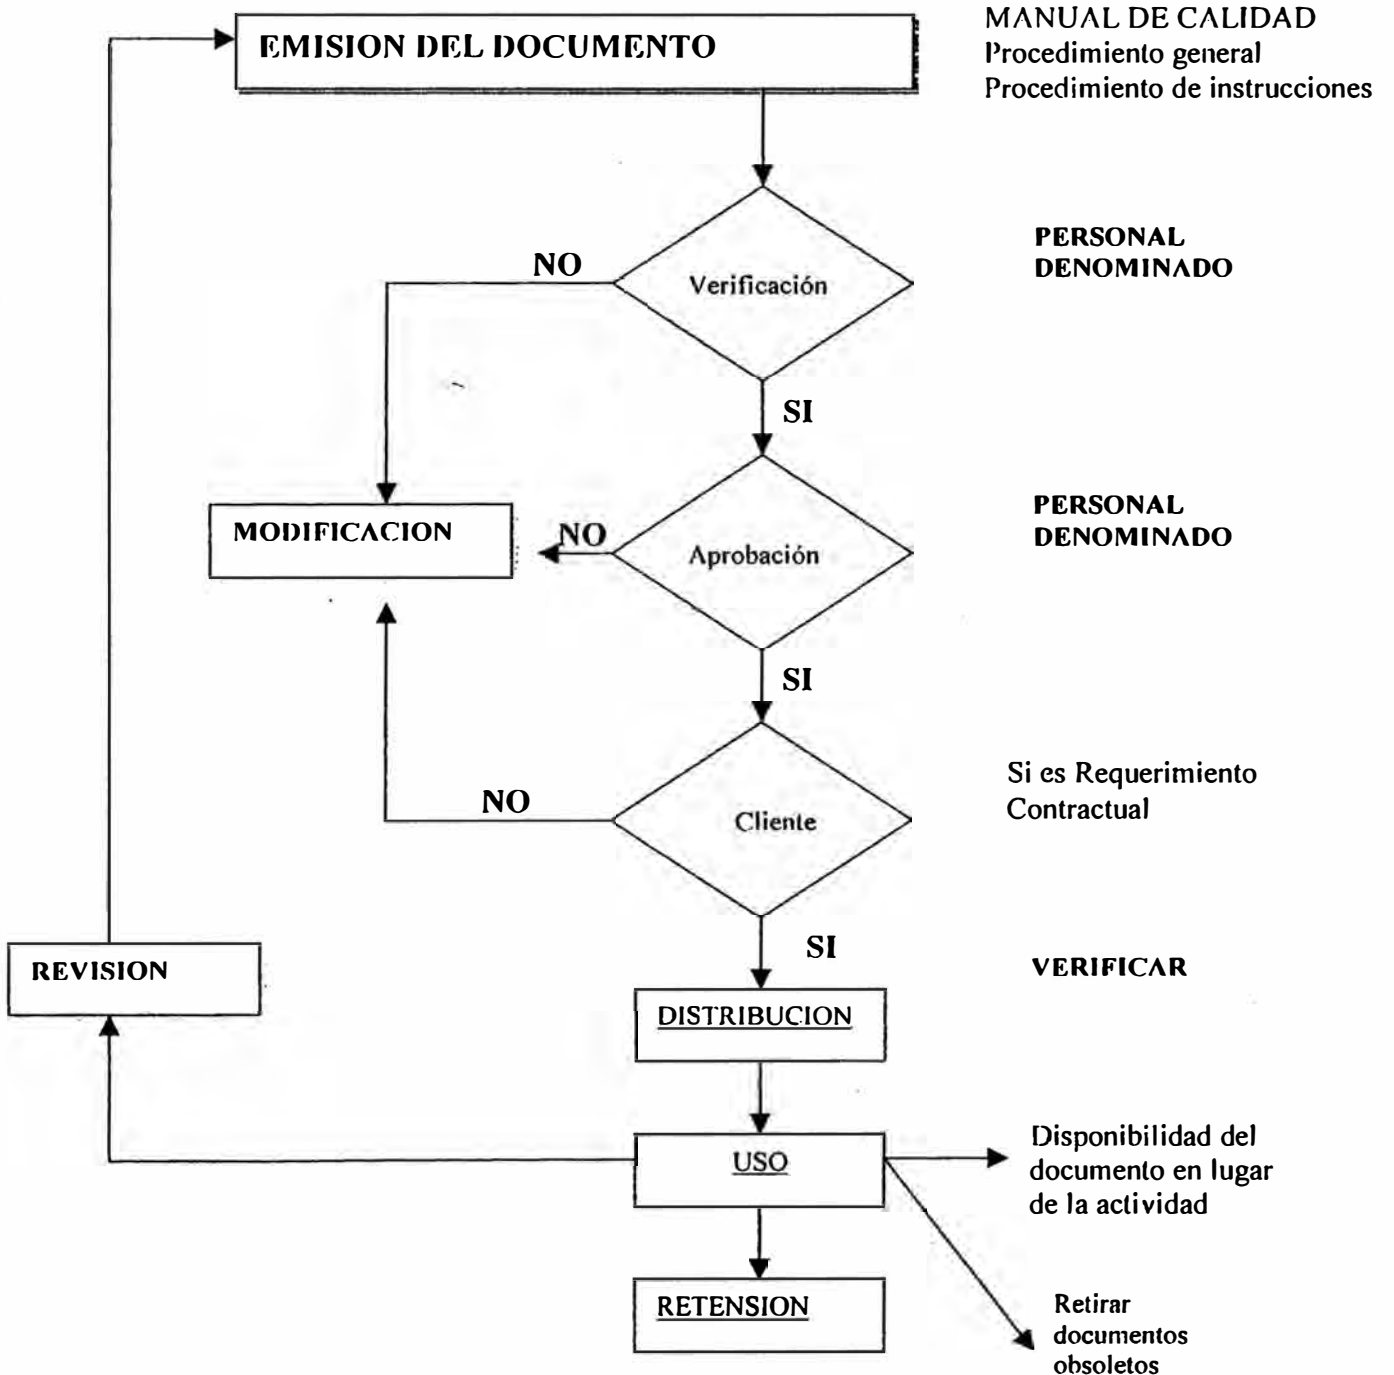 EMISION DEL DOCUMENTO
MANUAL DE CALIDAD
Procedimiento general
Procedimiento de instrucciones
PERSONAL
DENOMINADO
NO
Verificación
SI
MODIFICACION
NO
Aprobación
PERSONAL
DENOMINADO
SI
NO
Cliente
Si es Requerimiento
Contractual
SI
REVISION
VERIFICAR
DISTRIBUCION
USO
Disponibilidad del
documento en lugar
de la actividad
RETENSION
Retirar
documentos
obsoletos